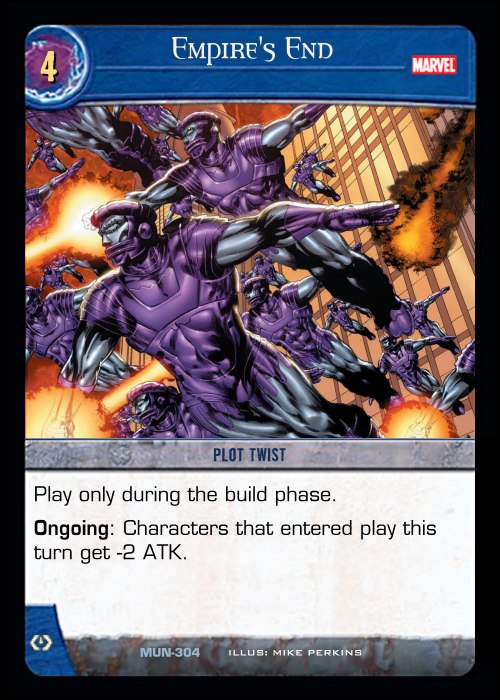 4
EMPIRE'S END
MARVEL
PLOT TWIST
Play only during the build phase.
Ongoing: Characters that entered play this
turn get -2 ATK.
MUN-304 ILLUS: MIKE PERKINS